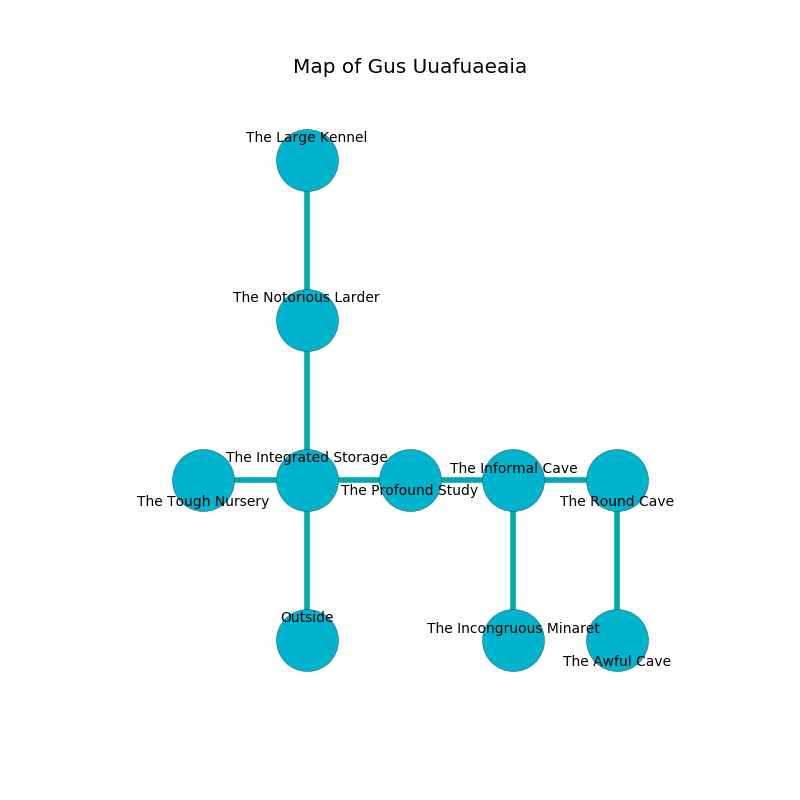 Map of Gus Uuafuaeaia
The Large Kennel
The Notorious Larder
The Integrated Storage
The Informal Cave
The Profound Study
The Tough Nursery
The Round Cave
Outside
The Incongruous Minaret
The Awful Cave